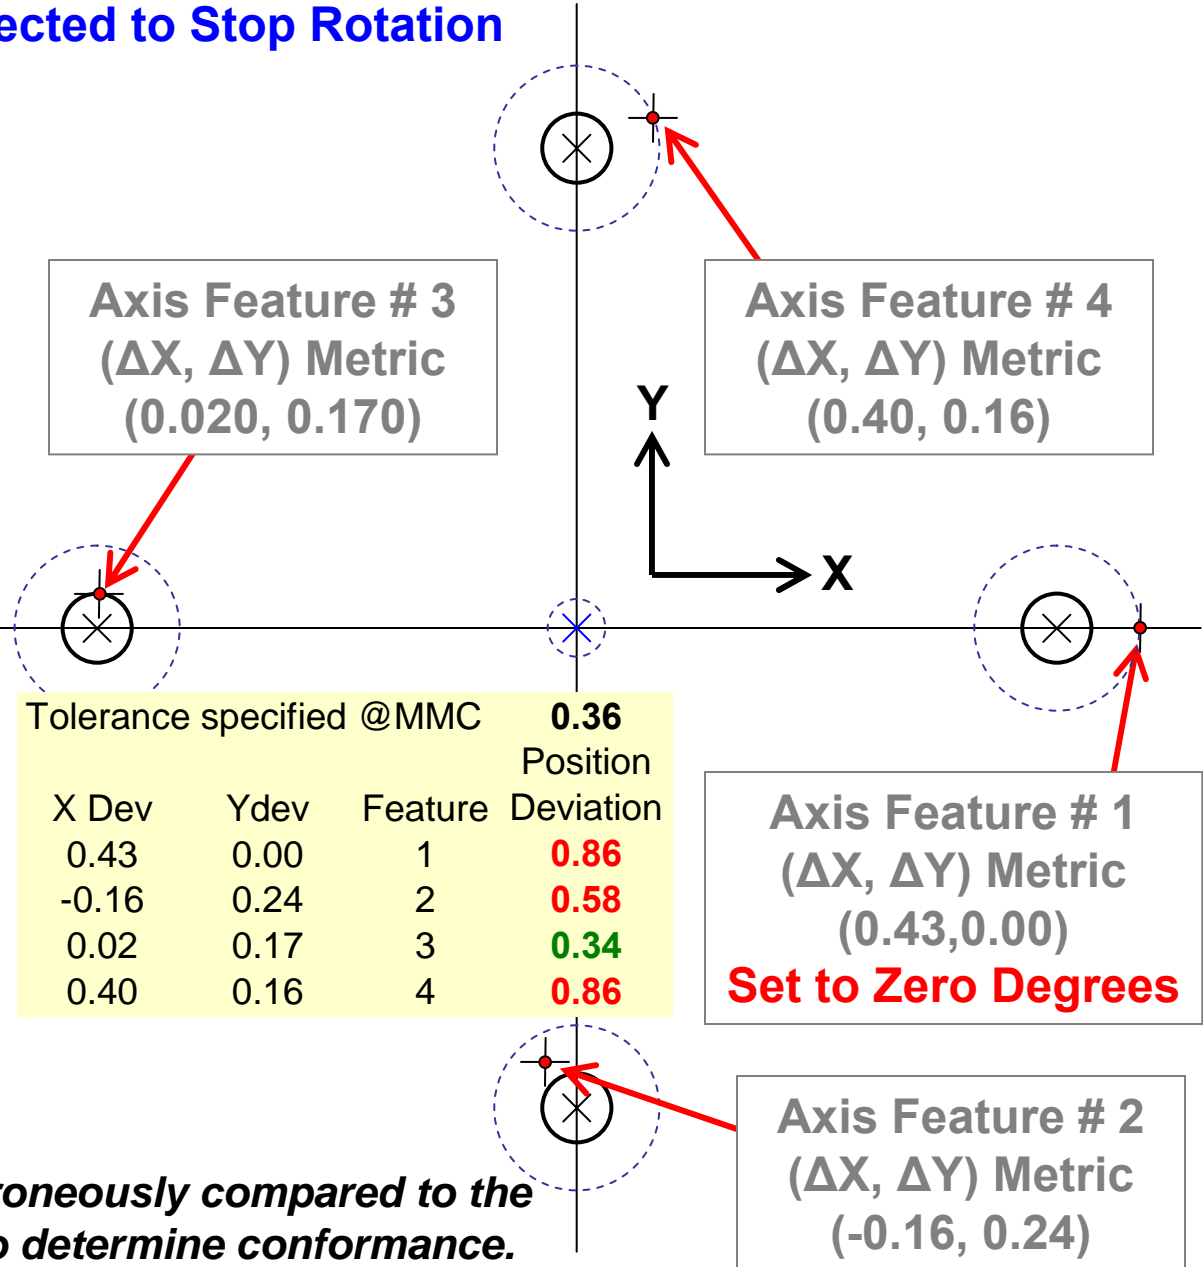 ected to Stop Rotation
Axis Feature # 3
(ΔX, ΔY) Metric
(0.020, 0.170)
Axis Feature # 4
(ΔX, ΔY) Metric
(0.40, 0.16)
Y
X
Tolerance specified @MMC 0.36
Position
X Dev Ydev Feature Deviation
0.43 0.00 1 0.86
-0.16 0.24 2 0.58
0.02 0.17 3 0.34
0.40 0.16 4 0.86
Axis Feature # 1
(ΔX, ΔY) Metric
(0.43,0.00)
Set to Zero Degrees
Axis Feature # 2
(ΔX, ΔY) Metric
(-0.16, 0.24)
roneously compared to the
o determine conformance.